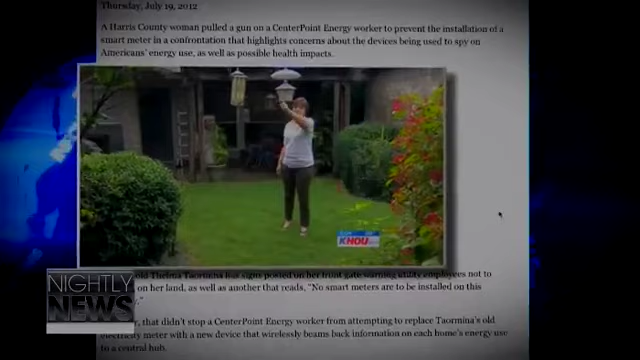 Thursday, July 19, 2012
A Harris County woman pulled a gun on a CenterPoint Energy worker to prevent the installation of a
smart meter in a confrontation that highlights concerns about the devices being used to spy on
Americans' energy use, as well as possible health impacts.
KHOU
old Thelma Taormina has signs posted on her front gate warning utility employees not to
on her land, as well as another that reads, "No smart meters are to be installed on this
that didn't stop a CenterPoint Energy worker from attempting to replace Taormina's old
electricity meter with a new device that wirelessly beams back information on each home's energy use
to a central hub.
NIGHTLY
NEWS